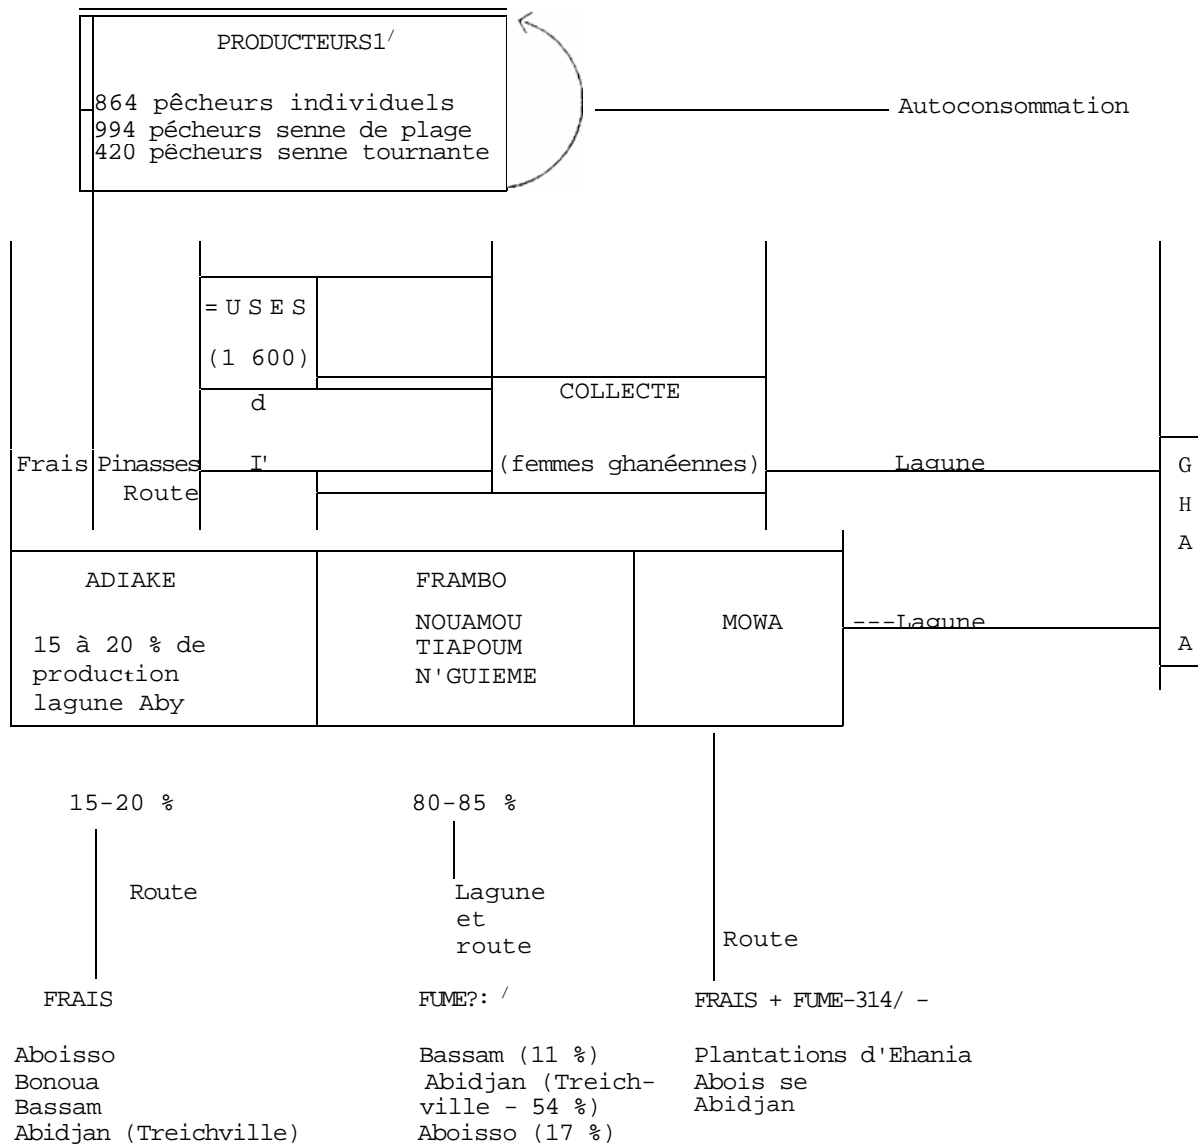 PRODUCTEURS1/
864 pêcheurs individuels
994 pécheurs senne de plage
420 pêcheurs senne tournante
Autoconsommation
=USES
(1 600)
d
I'
COLLECTE
(femmes ghanéennes)
Frais Pinasses
Route
Lagune
G
H
A
A
ADIAKE
15 à 20 % de
production
lagune Aby
FRAMBO
NOUAMOU
TIAPOUM
N'GUIEME
MOWA
---Lagune
15-20 %
80-85 %
Route
Lagune
et
route
Route
FRAIS
FUME?: /
FRAIS + FUME-314/ -
Aboisso
Bonoua
Bassam
Abidjan (Treichville)
Bassam (11 %)
Abidjan (Treich-
ville - 54 %)
Aboisso (17 %)
Plantations d'Ehania
Abois se
Abidjan